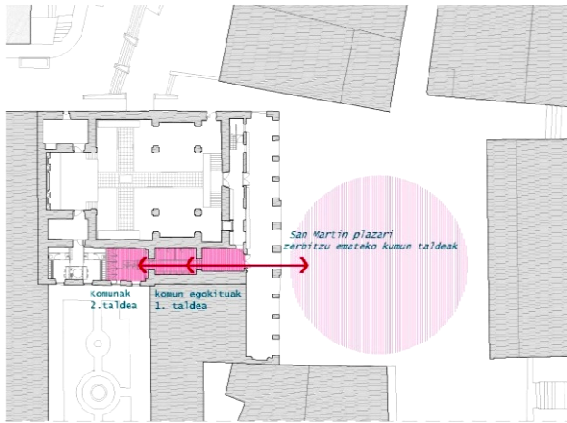 San Martin plazari
zerbitzu emateko komun taldeak
Komunak
2.taldea
komun egokituak
1. taldea